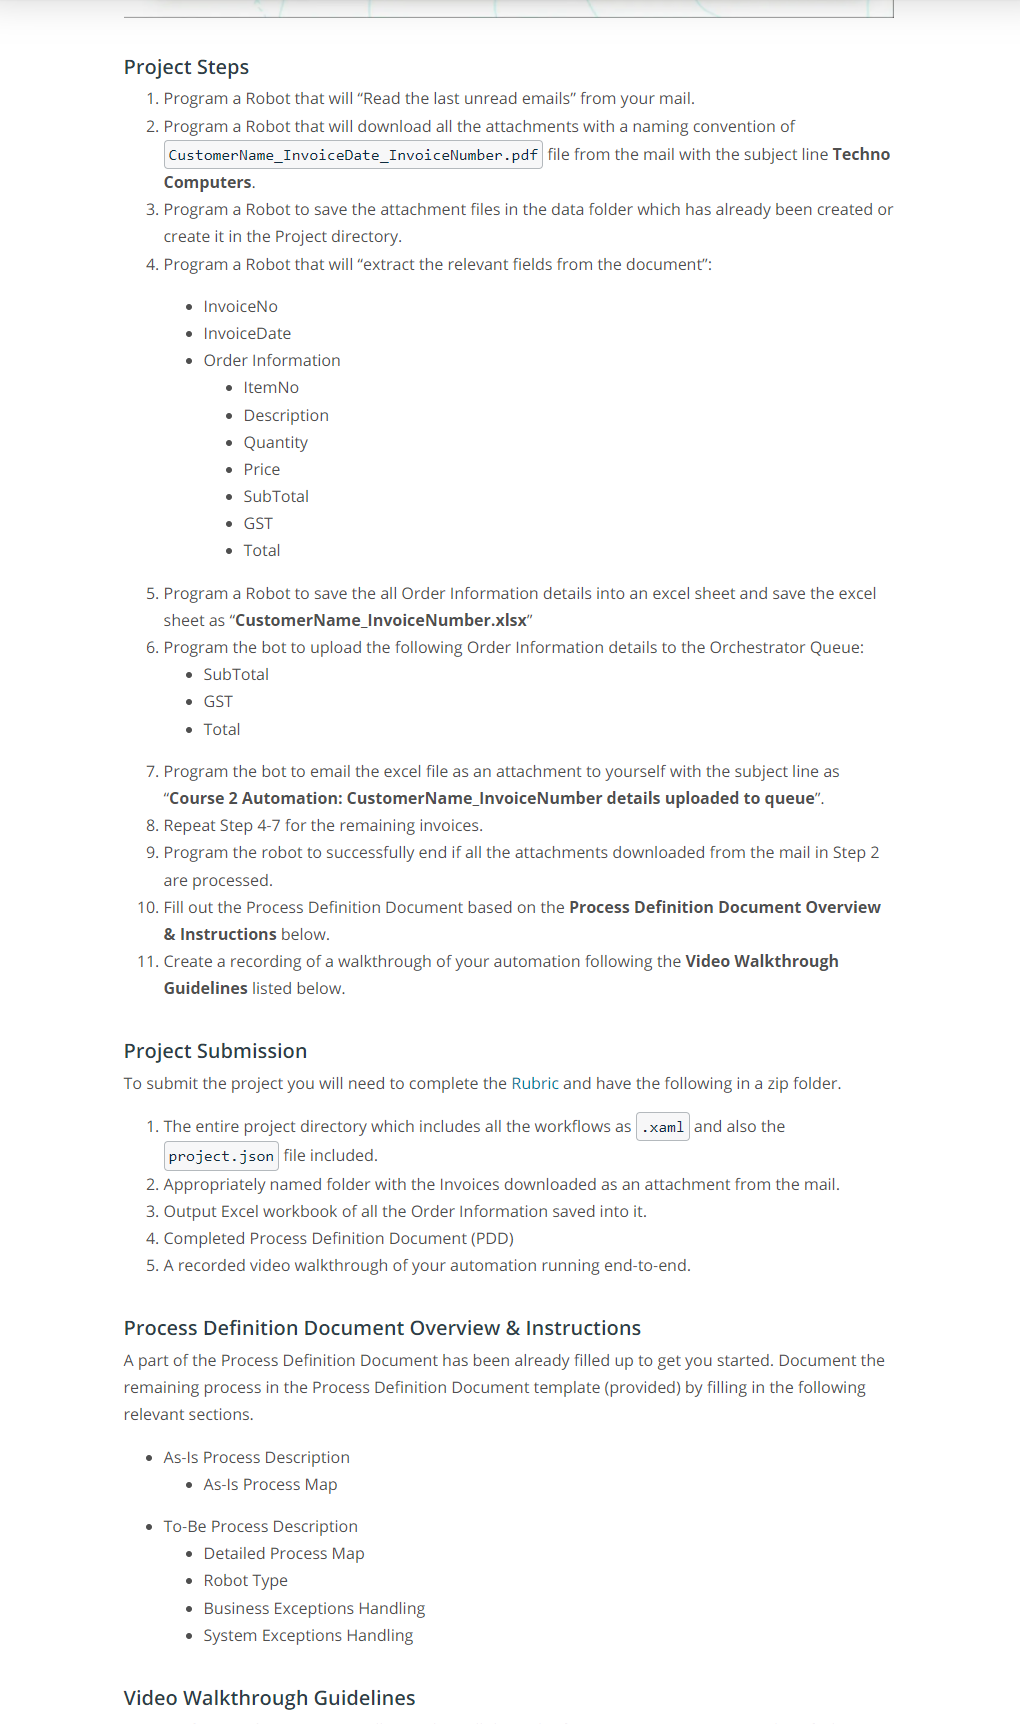 Project Steps
1. Program a Robot that will “Read the last unread emails” from your mail.
2. Program a Robot that will download all the attachments with a naming convention of
CustomerName_InvoiceDate_InvoiceNumber.pdf file from the mail with the subject line Techno
Computers.
3. Program a Robot to save the attachment files in the data folder which has already been created or
create it in the Project directory.
4. Program a Robot that will “extract the relevant fields from the document”:
• InvoiceNo
• InvoiceDate
• Order Information
• ItemNo
• Description
• Quantity
• Price
• SubTotal
• GST
• Total
5. Program a Robot to save the all Order Information details into an excel sheet and save the excel
sheet as “CustomerName_InvoiceNumber.xlsx”
6. Program the bot to upload the following Order Information details to the Orchestrator Queue:
• SubTotal
• GST
• Total
7. Program the bot to email the excel file as an attachment to yourself with the subject line as
“Course 2 Automation: CustomerName_InvoiceNumber details uploaded to queue”.
8. Repeat Step 4-7 for the remaining invoices.
9. Program the robot to successfully end if all the attachments downloaded from the mail in Step 2
are processed.
10. Fill out the Process Definition Document based on the Process Definition Document Overview
& Instructions below.
11. Create a recording of a walkthrough of your automation following the Video Walkthrough
Guidelines listed below.
Project Submission
To submit the project you will need to complete the Rubric and have the following in a zip folder.
1. The entire project directory which includes all the workflows as .xaml and also the
project.json file included.
2. Appropriately named folder with the Invoices downloaded as an attachment from the mail.
3. Output Excel workbook of all the Order Information saved into it.
4. Completed Process Definition Document (PDD)
5. A recorded video walkthrough of your automation running end-to-end.
Process Definition Document Overview & Instructions
A part of the Process Definition Document has been already filled up to get you started. Document the
remaining process in the Process Definition Document template (provided) by filling in the following
relevant sections.
• As-Is Process Description
• As-Is Process Map
• To-Be Process Description
• Detailed Process Map
• Robot Type
• Business Exceptions Handling
• System Exceptions Handling
Video Walkthrough Guidelines